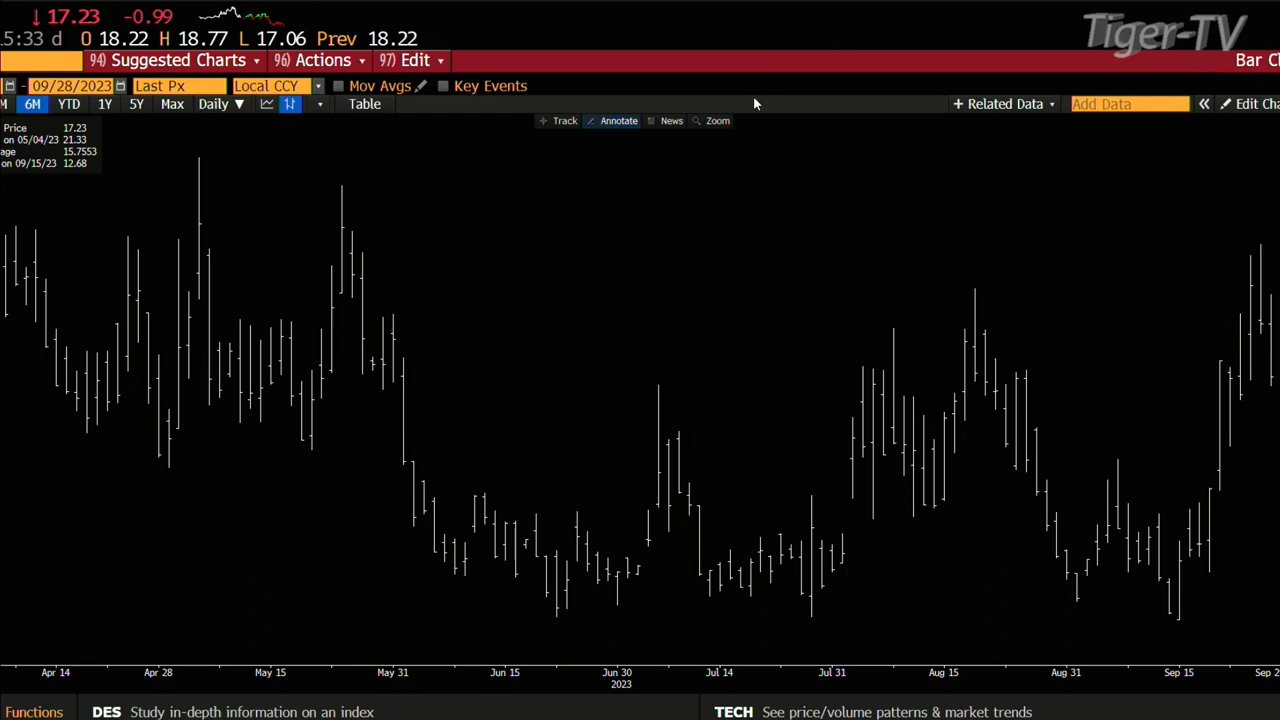 ↓17.23 -0.99 Tiger-TV
15:33 d O 18.22 H 18.77 L 17.06 Prev 18.22
94) Suggested Charts 96) Actions 97) Edit Bar C
- 09/28/2023 Last Px Local CCY Mov Avgs Key Events
M 6M YTD 1Y 5Y Max Daily ▼ Table + Related Data Add Data « Edit Cha
Track Annotate News Zoom
Price 17.23
on 05/04/23 21.33
age 15.7553
on 09/15/23 12.68
Apr 14 Apr 28 May 15 May 31 Jun 15 Jun 30 Jul 14 Jul 31 Aug 15 Aug 31 Sep 15 Sep 2
2023
Functions DES Study in-depth information on an index TECH See price/volume patterns & market trends